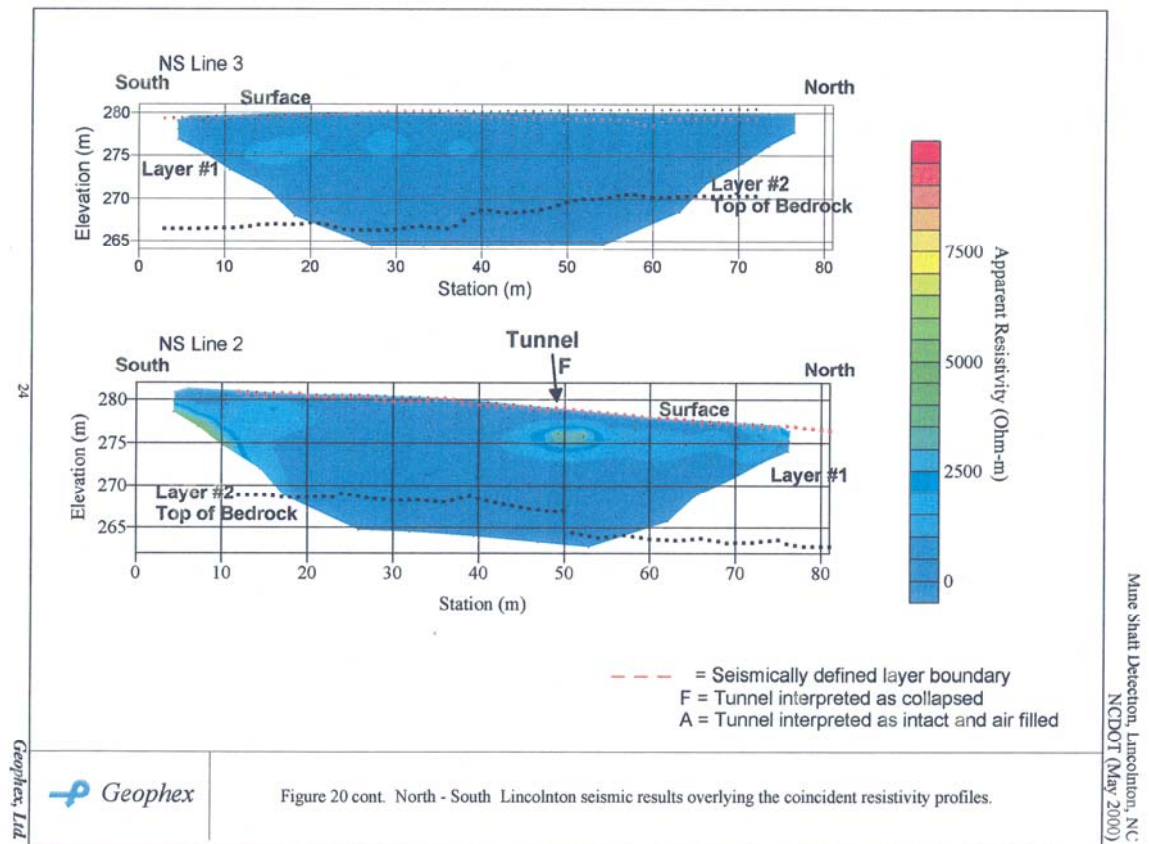 NS Line 3
South
North
Surface
280
275
270
265
Elevation (m)
Layer #1
Layer #2
Top of Bedrock
0 10 20 30 40 50 60 70 80
Station (m)
NS Line 2
South
Tunnel
F
North
Surface
280
275
270
265
Elevation (m)
Layer #1
Layer #2
Top of Bedrock
0 10 20 30 40 50 60 70 81
Station (m)
7500
5000
2500
0
Apparent Resistivity (Ohm-m)
= Seismically defined layer boundary
F = Tunnel interpreted as collapsed
A = Tunnel interpreted as intact and air filled
Geophex
Figure 20 cont. North - South Lincolnton seismic results overlying the coincident resistivity profiles.
24
Geophex, Ltd.
Mine Shaft Detection, Lincolnton, NC
NCDOT (May 2000)